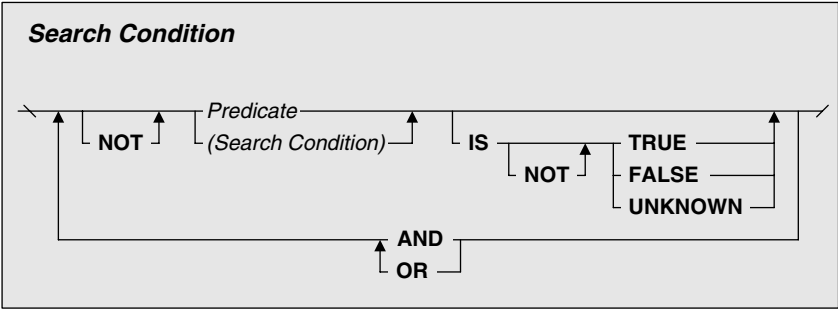 Search Condition
Predicate
NOT (Search Condition) IS TRUE
NOT FALSE
UNKNOWN
AND
OR